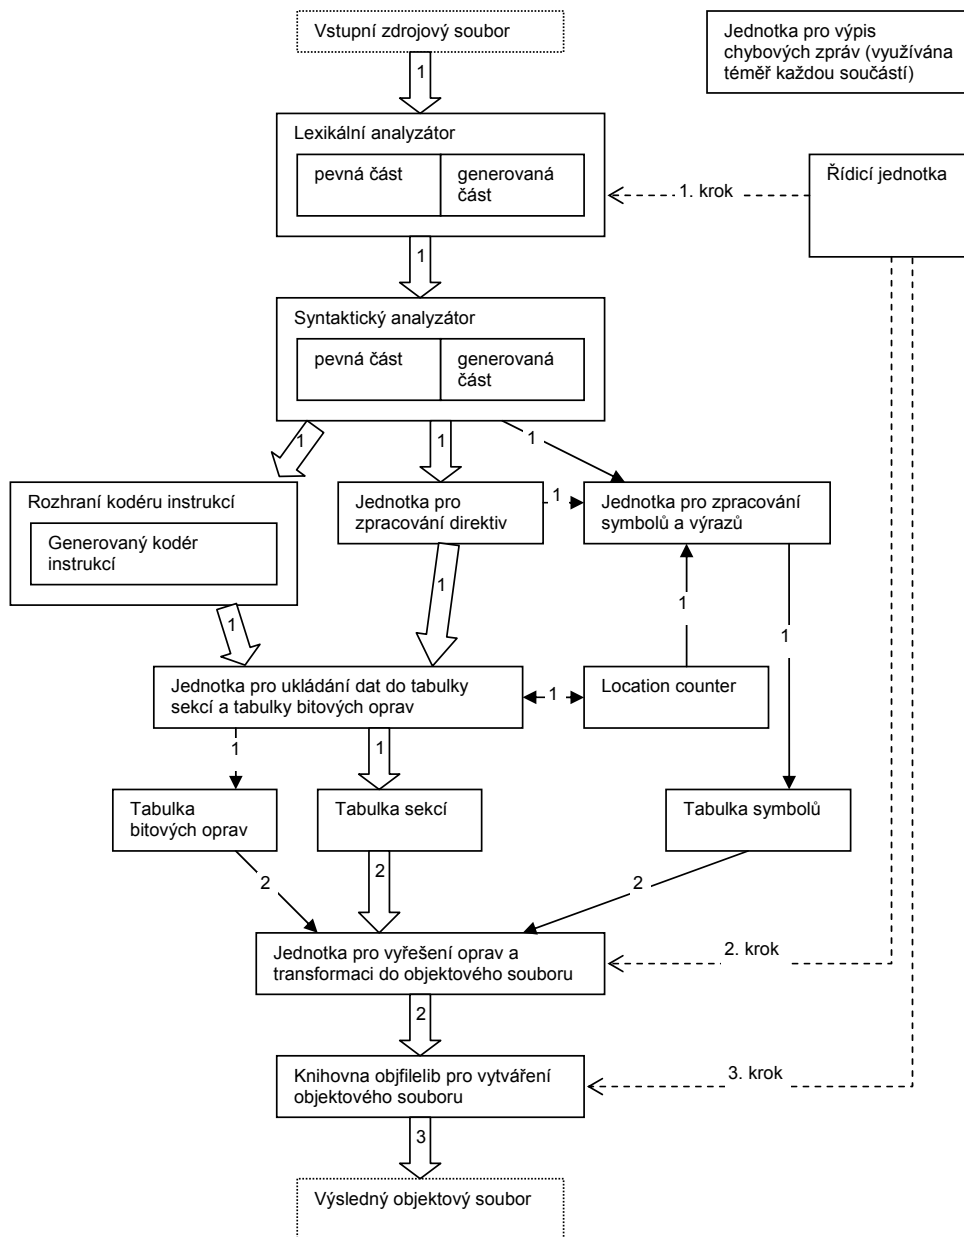 Vstupní zdrojový soubor
Jednotka pro výpis
chybových zpráv (využívána
téměř každou součástí)
1
Lexikální analyzátor
pevná část
generovaná
část
Řídicí jednotka
1. krok
1
Syntaktický analyzátor
pevná část
generovaná
část
1
1
1
Rozhraní kodéru instrukcí
Generovaný kodér
instrukcí
Jednotka pro
zpracování direktiv
1
Jednotka pro zpracování
symbolů a výrazů
1
1
1
1
Jednotka pro ukládání dat do tabulky
sekcí a tabulky bitových oprav
1
Location counter
1
1
Tabulka
bitových oprav
Tabulka sekcí
Tabulka symbolů
2
2
2
Jednotka pro vyřešení oprav a
transformaci do objektového souboru
2. krok
2
Knihovna objfilelib pro vytváření
objektového souboru
3. krok
3
Výsledný objektový soubor